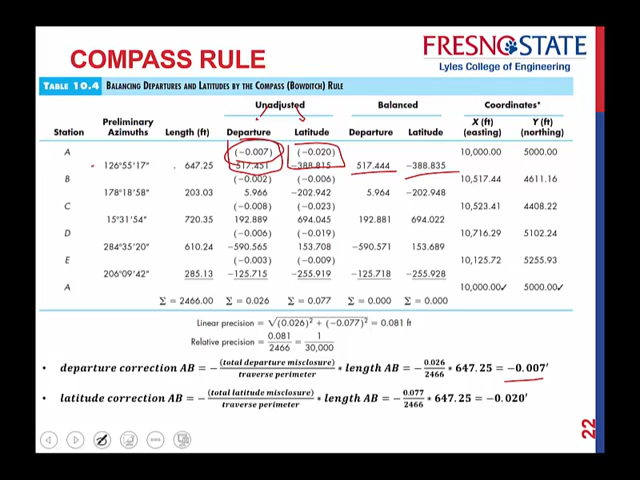 COMPASS RULE
FRESNO STATE
Lyles College of Engineering
TABLE 10.4 BALANCING DEPARTURES AND LATITUDES BY THE COMPASS (BOWDITCH) RULE
Unadjusted Balanced Coordinates*
Station Preliminary Azimuths Length (ft) Departure Latitude Departure Latitude X (ft) (easting) Y (ft) (northing)
A (−0.007) (−0.020) 10,000.00 5000.00
126°55′17″ 647.25 517.451 −388.815 517.444 −388.835
B (−0.002) (−0.006) 10,517.44 4611.16
178°18′58″ 203.03 5.966 −202.942 5.964 −202.948
C (−0.008) (−0.023) 10,523.41 4408.22
15°31′54″ 720.35 192.889 694.045 192.881 694.022
D (−0.006) (−0.019) 10,716.29 5102.24
284°35′20″ 610.24 −590.565 153.708 −590.571 153.689
E (−0.003) (−0.009) 10,125.72 5255.93
206°09′42″ 285.13 −125.715 −255.919 −125.718 −255.928
A 10,000.00✓ 5000.00✓
Σ = 2466.00 Σ = 0.026 Σ = 0.077 Σ = 0.000 Σ = 0.000
Linear precision = √(0.026)² + (−0.077)² = 0.081 ft
Relative precision = 0.081/2466 = 1/30,000
• departure correction AB = − (total departure misclosure)/traverse perimeter * length AB = − 0.026/2466 * 647.25 = −0.007′
• latitude correction AB = − (total latitude misclosure)/traverse perimeter * length AB = − 0.077/2466 * 647.25 = −0.020′
22